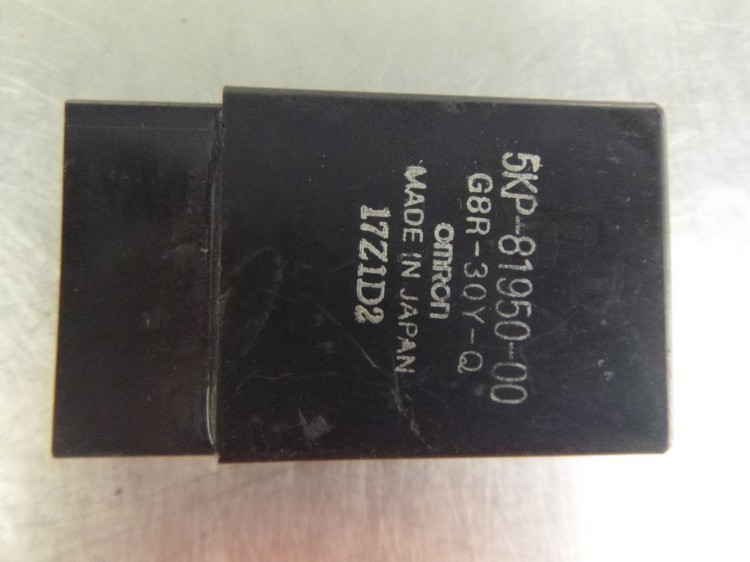 5KP-81950-00
G8R-30Y-Q
omron
MADE IN JAPAN
17Z1D2